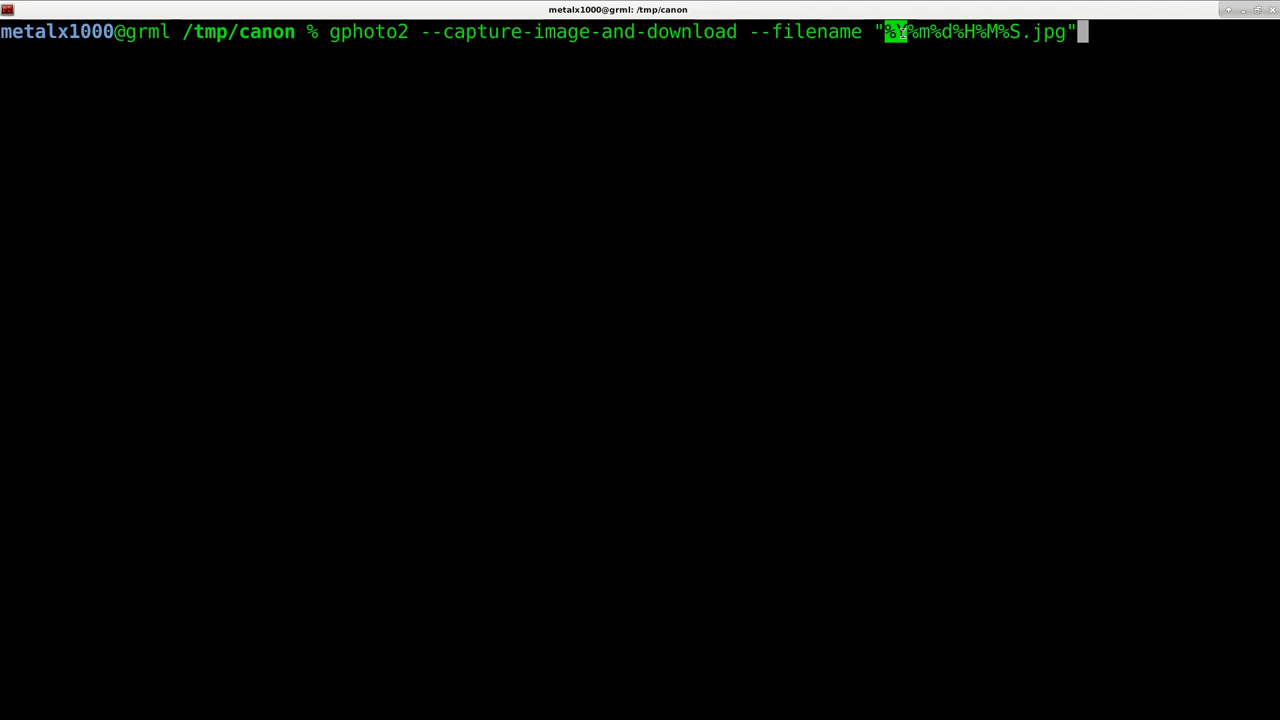 metalx1000@grml: /tmp/canon
metalx1000@grml /tmp/canon % gphoto2 --capture-image-and-download --filename "%Y%m%d%H%M%S.jpg"